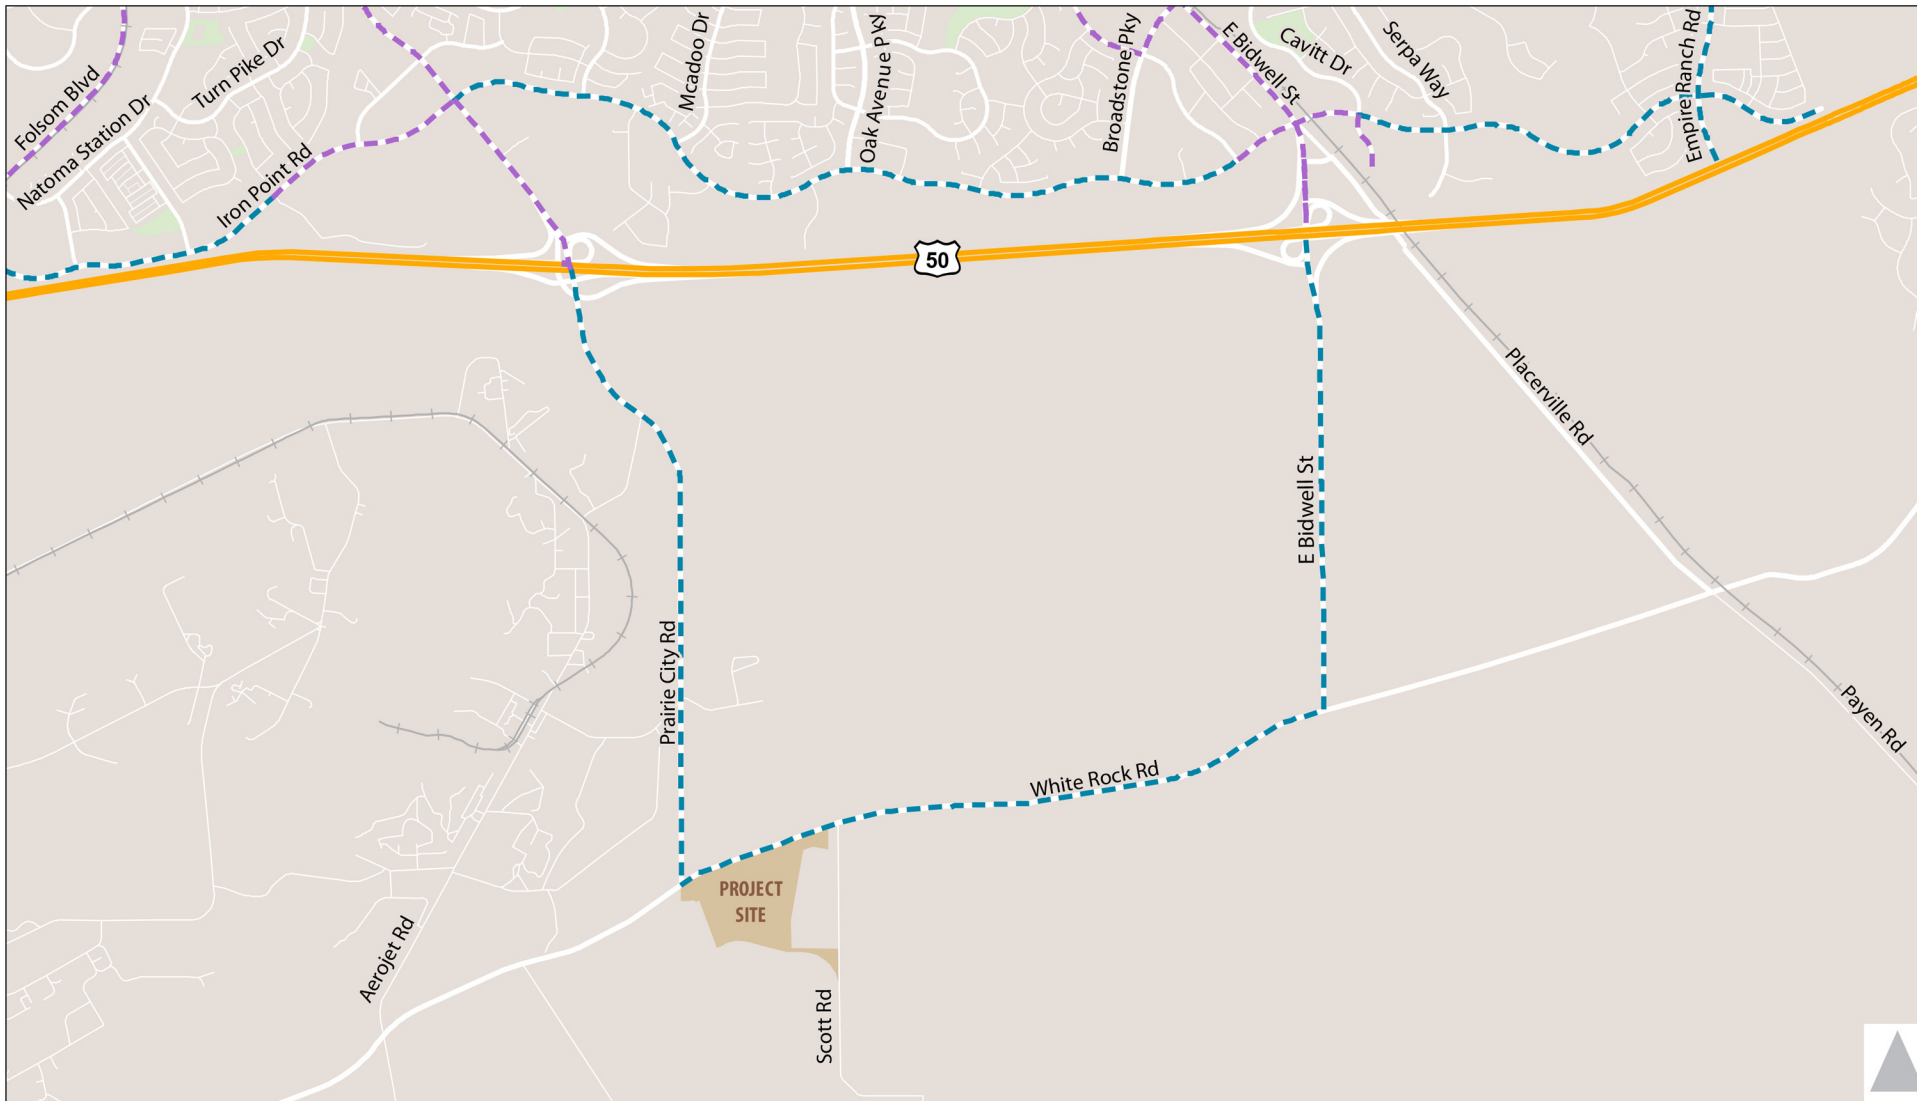 Folsom Blvd
Natoma Station Dr
Turn Pike Dr
Iron Point Rd
Mcadoo Dr
Oak Avenue Pky
Broadstone Pky
E Bidwell St
Cavitt Dr
Serpa Way
Empire Ranch Rd
50
Placerville Rd
E Bidwell St
Prairie City Rd
Payen Rd
White Rock Rd
PROJECT
SITE
Aerojet Rd
Scott Rd